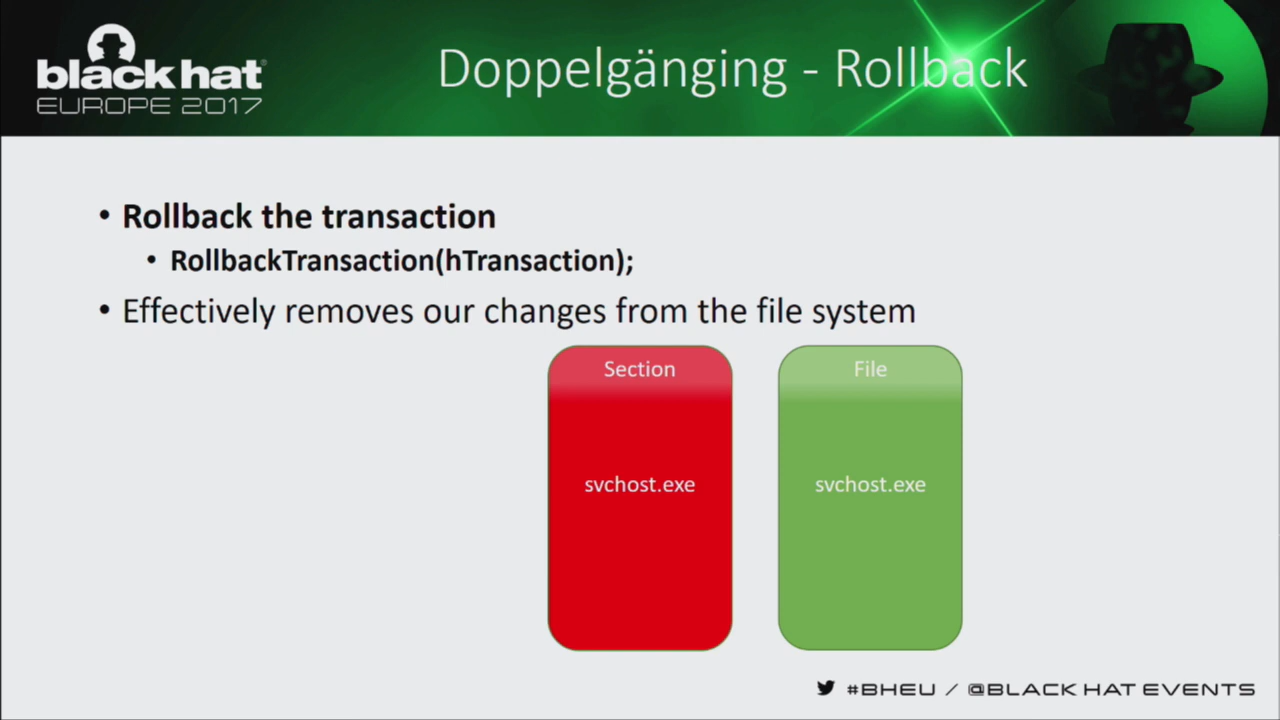 black hat®
EUROPE 2017
Doppelgänging - Rollback
• Rollback the transaction
• RollbackTransaction(hTransaction);
• Effectively removes our changes from the file system
Section
File
svchost.exe
svchost.exe
#BHEU / @BLACK HAT EVENTS